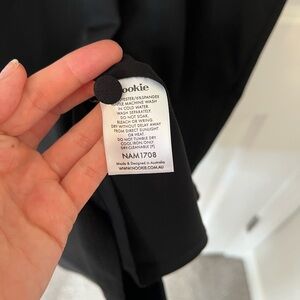 Nookie
MACHINE WASH
IN COLD WATER.
WASH SEPARATELY.
DO NOT SOAK,
BLEACH OR WRING.
DRY WITHOUT DELAY AWAY
FROM DIRECT SUNLIGHT
OR HEAT.
DO NOT TUMBLE DRY
COOL IRON ONLY
DRY CLEANABLE (P)
NAM1708
Made & Designed in Australia
WWW.NOOKIE.COM.AU